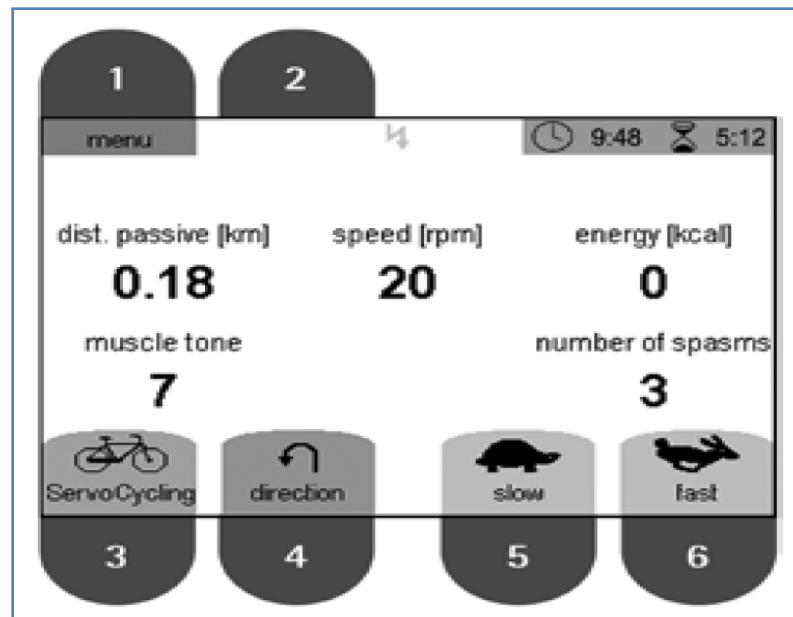 1 2
menu 9:48 5:12
dist. passive [km] speed [rpm] energy [kcal]
0.18 20 0
muscle tone number of spasms
7 3
ServoCycling direction slow fast
3 4 5 6